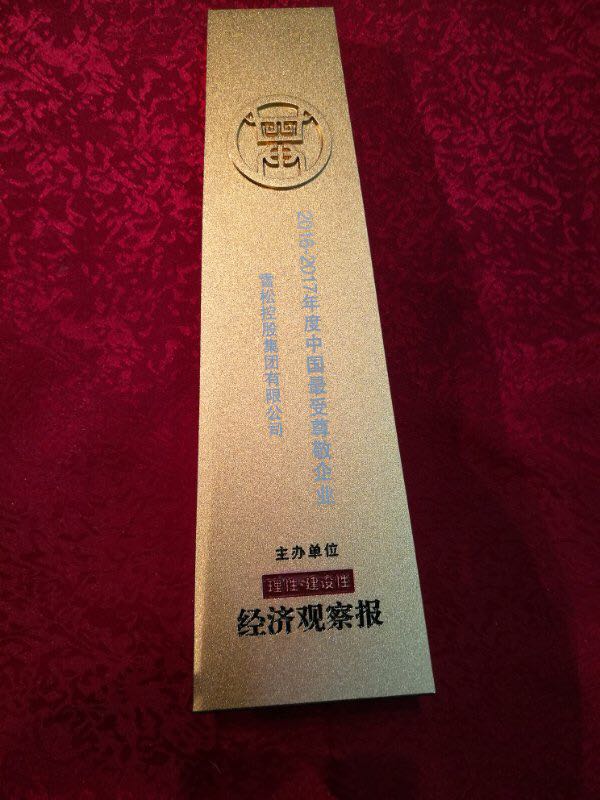 2016-2017年度中国最受尊敬企业
雪松控股集团有限公司
主办单位
理性·建设性
经济观察报